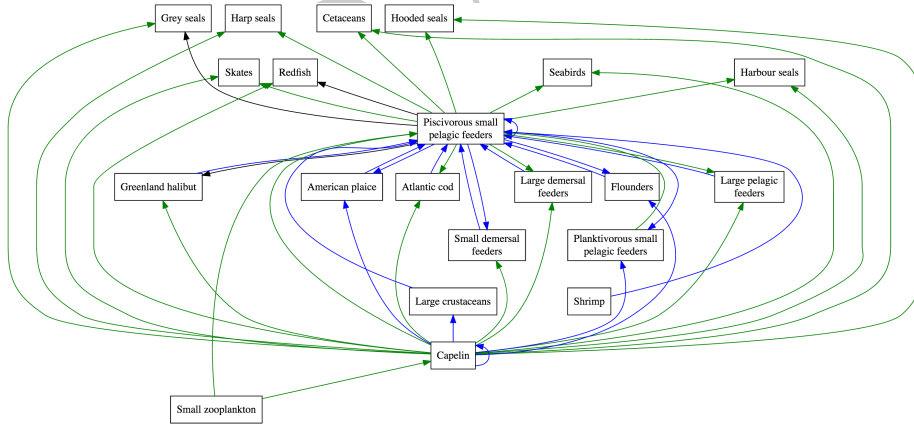 Grey seals
Harp seals
Cetaceans
Hooded seals
Skates
Redfish
Seabirds
Harbour seals
Piscivorous small
pelagic feeders
Greenland halibut
American plaice
Atlantic cod
Large demersal
feeders
Flounders
Large pelagic
feeders
Small demersal
feeders
Planktivorous small
pelagic feeders
Large crustaceans
Shrimp
Capelin
Small zooplankton